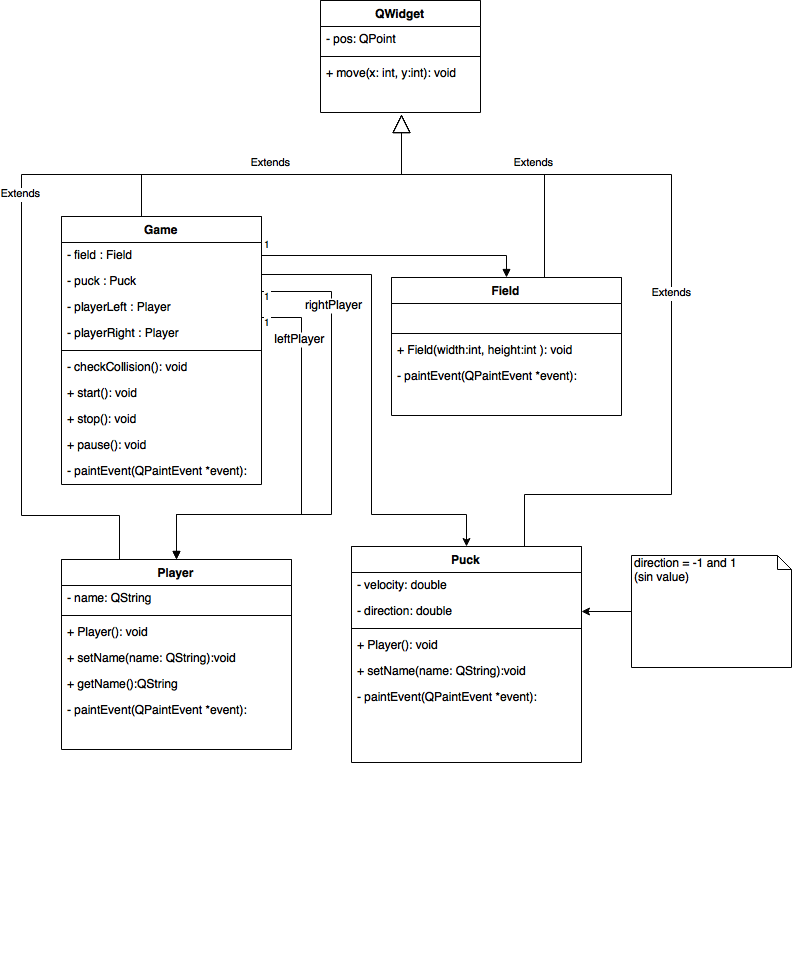 QWidget
- pos: QPoint
+ move(x: int, y:int): void
Extends
Extends
Extends
Extends
Game
- field : Field
- puck : Puck
- playerLeft : Player
- playerRight : Player
- checkCollision(): void
+ start(): void
+ stop(): void
+ pause(): void
- paintEvent(QPaintEvent *event):
1
1
1
rightPlayer
leftPlayer
Field
+ Field(width:int, height:int ): void
- paintEvent(QPaintEvent *event):
Player
- name: QString
+ Player(): void
+ setName(name: QString):void
+ getName():QString
- paintEvent(QPaintEvent *event):
Puck
- velocity: double
- direction: double
+ Player(): void
+ setName(name: QString):void
- paintEvent(QPaintEvent *event):
direction = -1 and 1
(sin value)